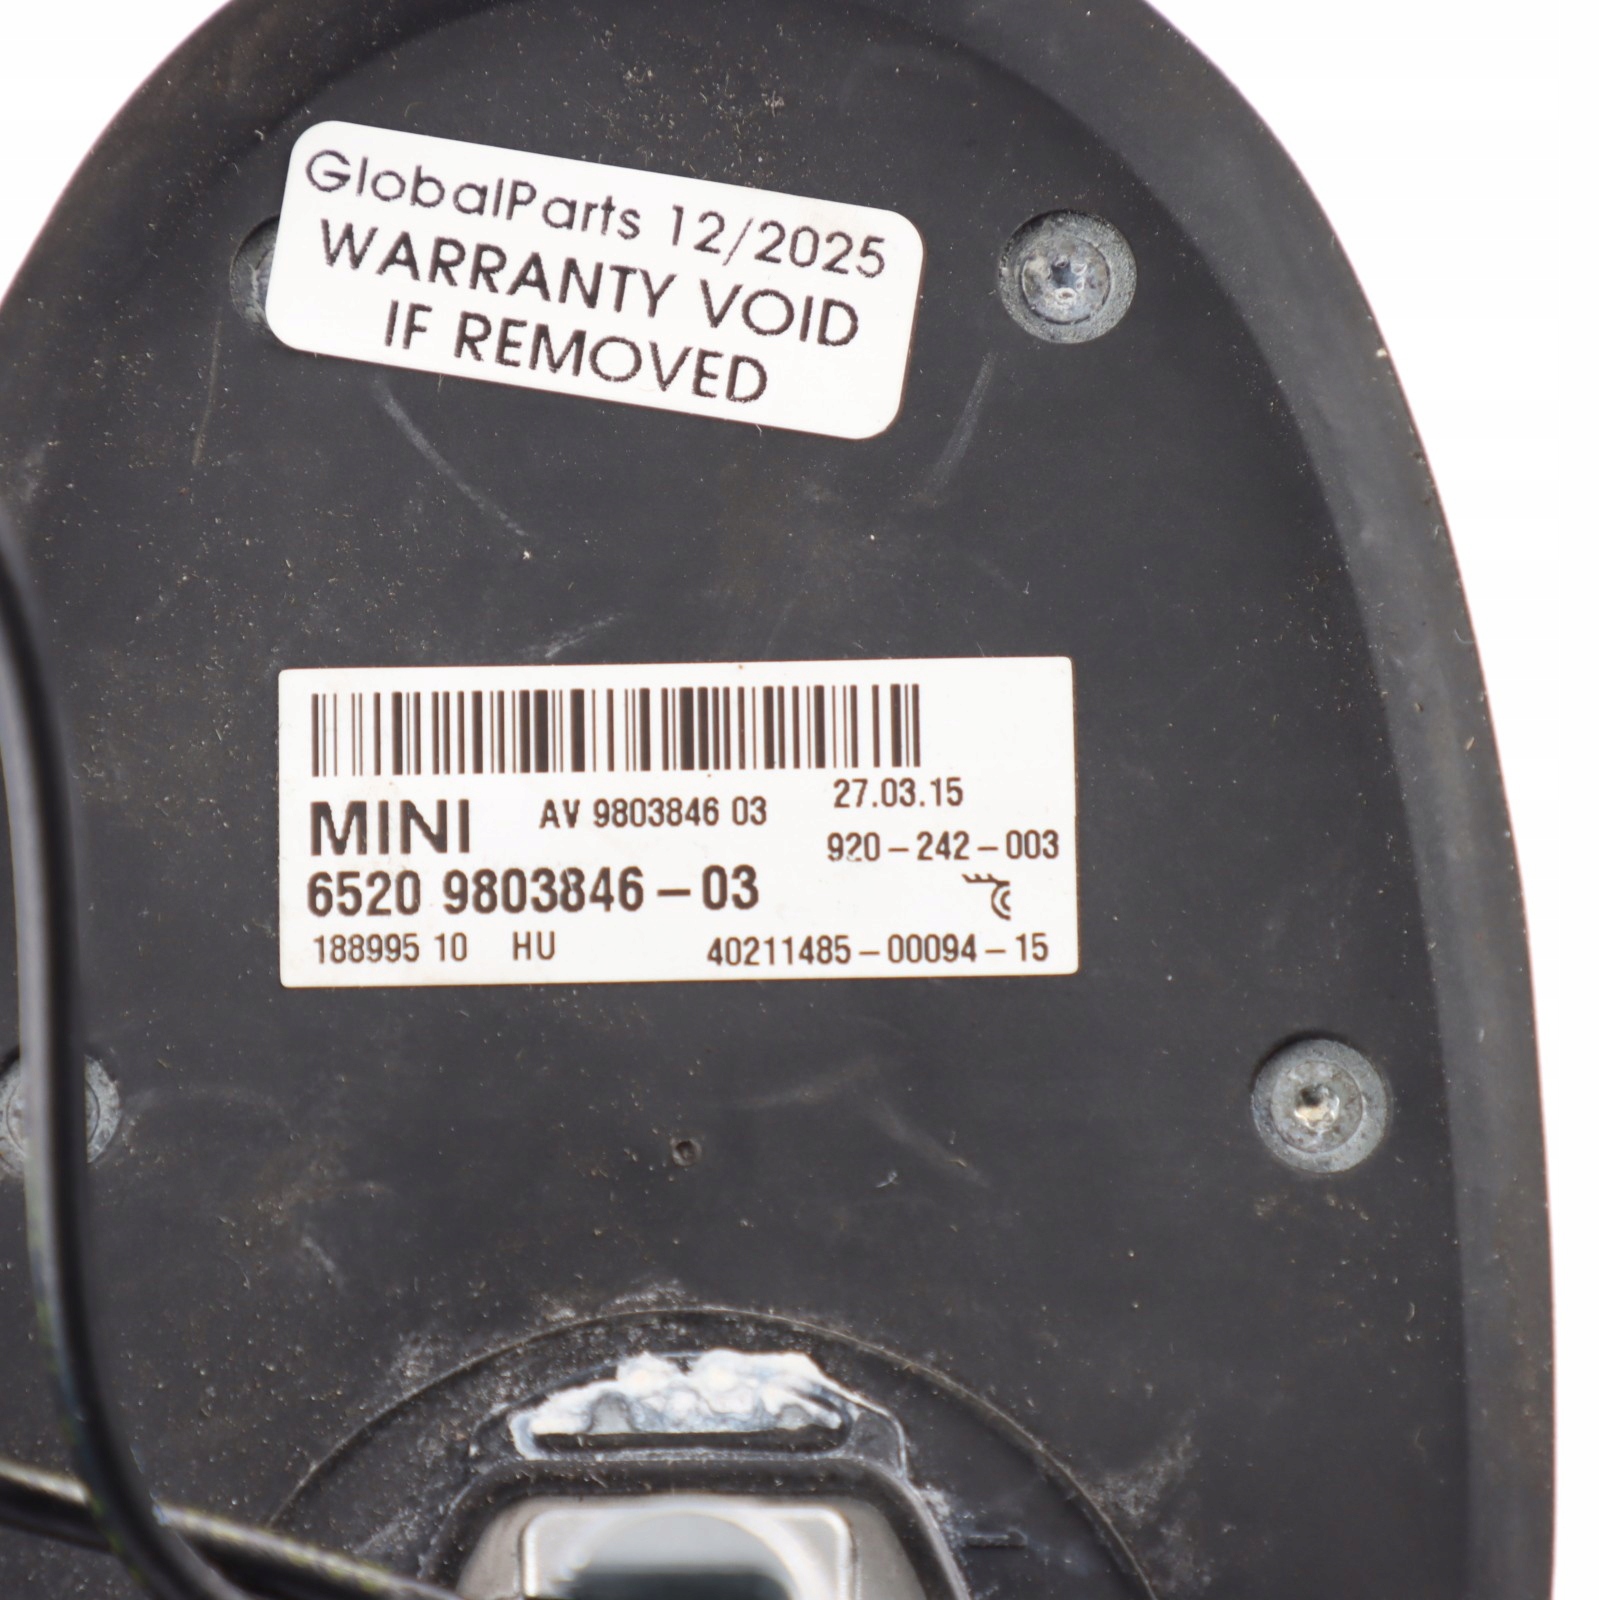 GlobalParts 12/2025
WARRANTY VOID
IF REMOVED
MINI AV 9803846 03 27.03.15
920-242-003
6520 9803846-03
188995 10 HU 40211485-00094-15